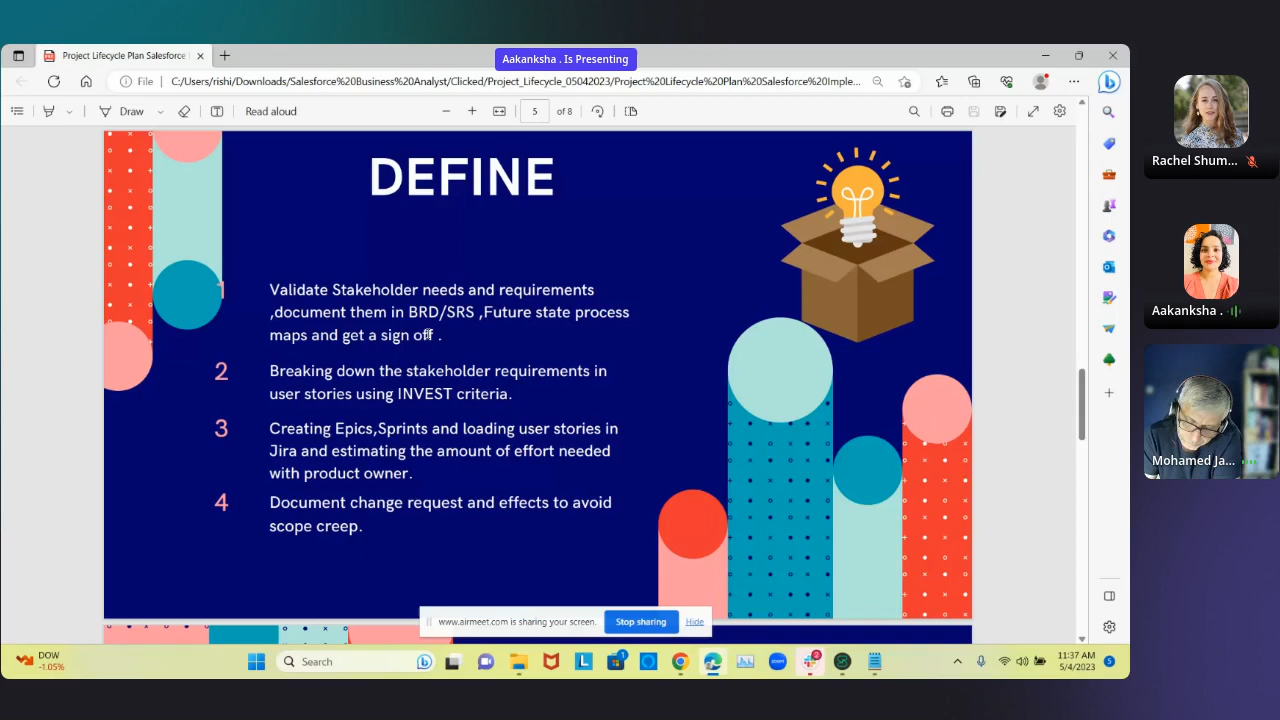 Aakanksha . Is Presenting
Project Lifecycle Plan Salesforce
File
C:/Users/rishi/Downloads/Salesforce%20Business%20Analyst/Clicked/Project_Lifecycle_05042023/Project%20Lifecycle%20Plan%20Salesforce%20Imple...
Draw
Read aloud
5
of 8
DEFINE
1
Validate Stakeholder needs and requirements
,document them in BRD/SRS ,Future state process
maps and get a sign off .
2
Breaking down the stakeholder requirements in
user stories using INVEST criteria.
3
Creating Epics,Sprints and loading user stories in
Jira and estimating the amount of effort needed
with product owner.
4
Document change request and effects to avoid
scope creep.
www.airmeet.com is sharing your screen.
Stop sharing
Hide
DOW
-1.05%
Search
1
2
11:37 AM
5/4/2023
5
Rachel Shum...
Aakanksha .
Mohamed Ja...